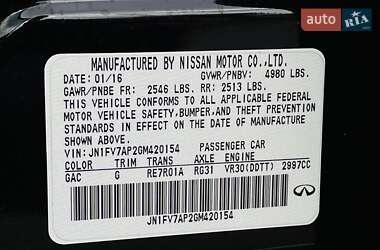 auto RIA
MANUFACTURED BY NISSAN MOTOR CO.,LTD.
DATE: 01/16 GVWR/PNBV: 4980 LBS.
GAWR/PNBE FR: 2546 LBS. RR: 2513 LBS.
THIS VEHICLE CONFORMS TO ALL APPLICABLE FEDERAL
MOTOR VEHICLE SAFETY, BUMPER, AND THEFT PREVENTION
STANDARDS IN EFFECT ON THE DATE OF MANUFACTURE
SHOWN ABOVE.
VIN: JN1FV7AP2GM420154 PASSENGER CAR
COLOR TRIM TRANS AXLE ENGINE
GAC G RE7R01A RG31 VR30(DDTT) 2997CC
JN1FV7AP2GM420154